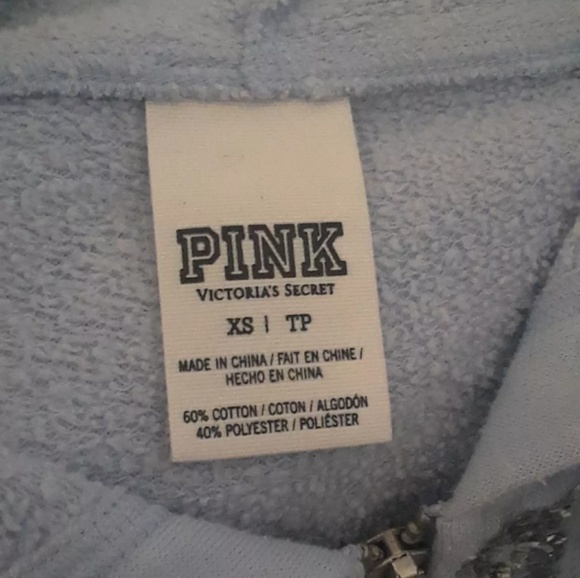 PINK
VICTORIA'S SECRET
XS | TP
MADE IN CHINA / FAIT EN CHINE /
HECHO EN CHINA
60% COTTON / COTON / ALGODÓN
40% POLYESTER / POLIÉSTER